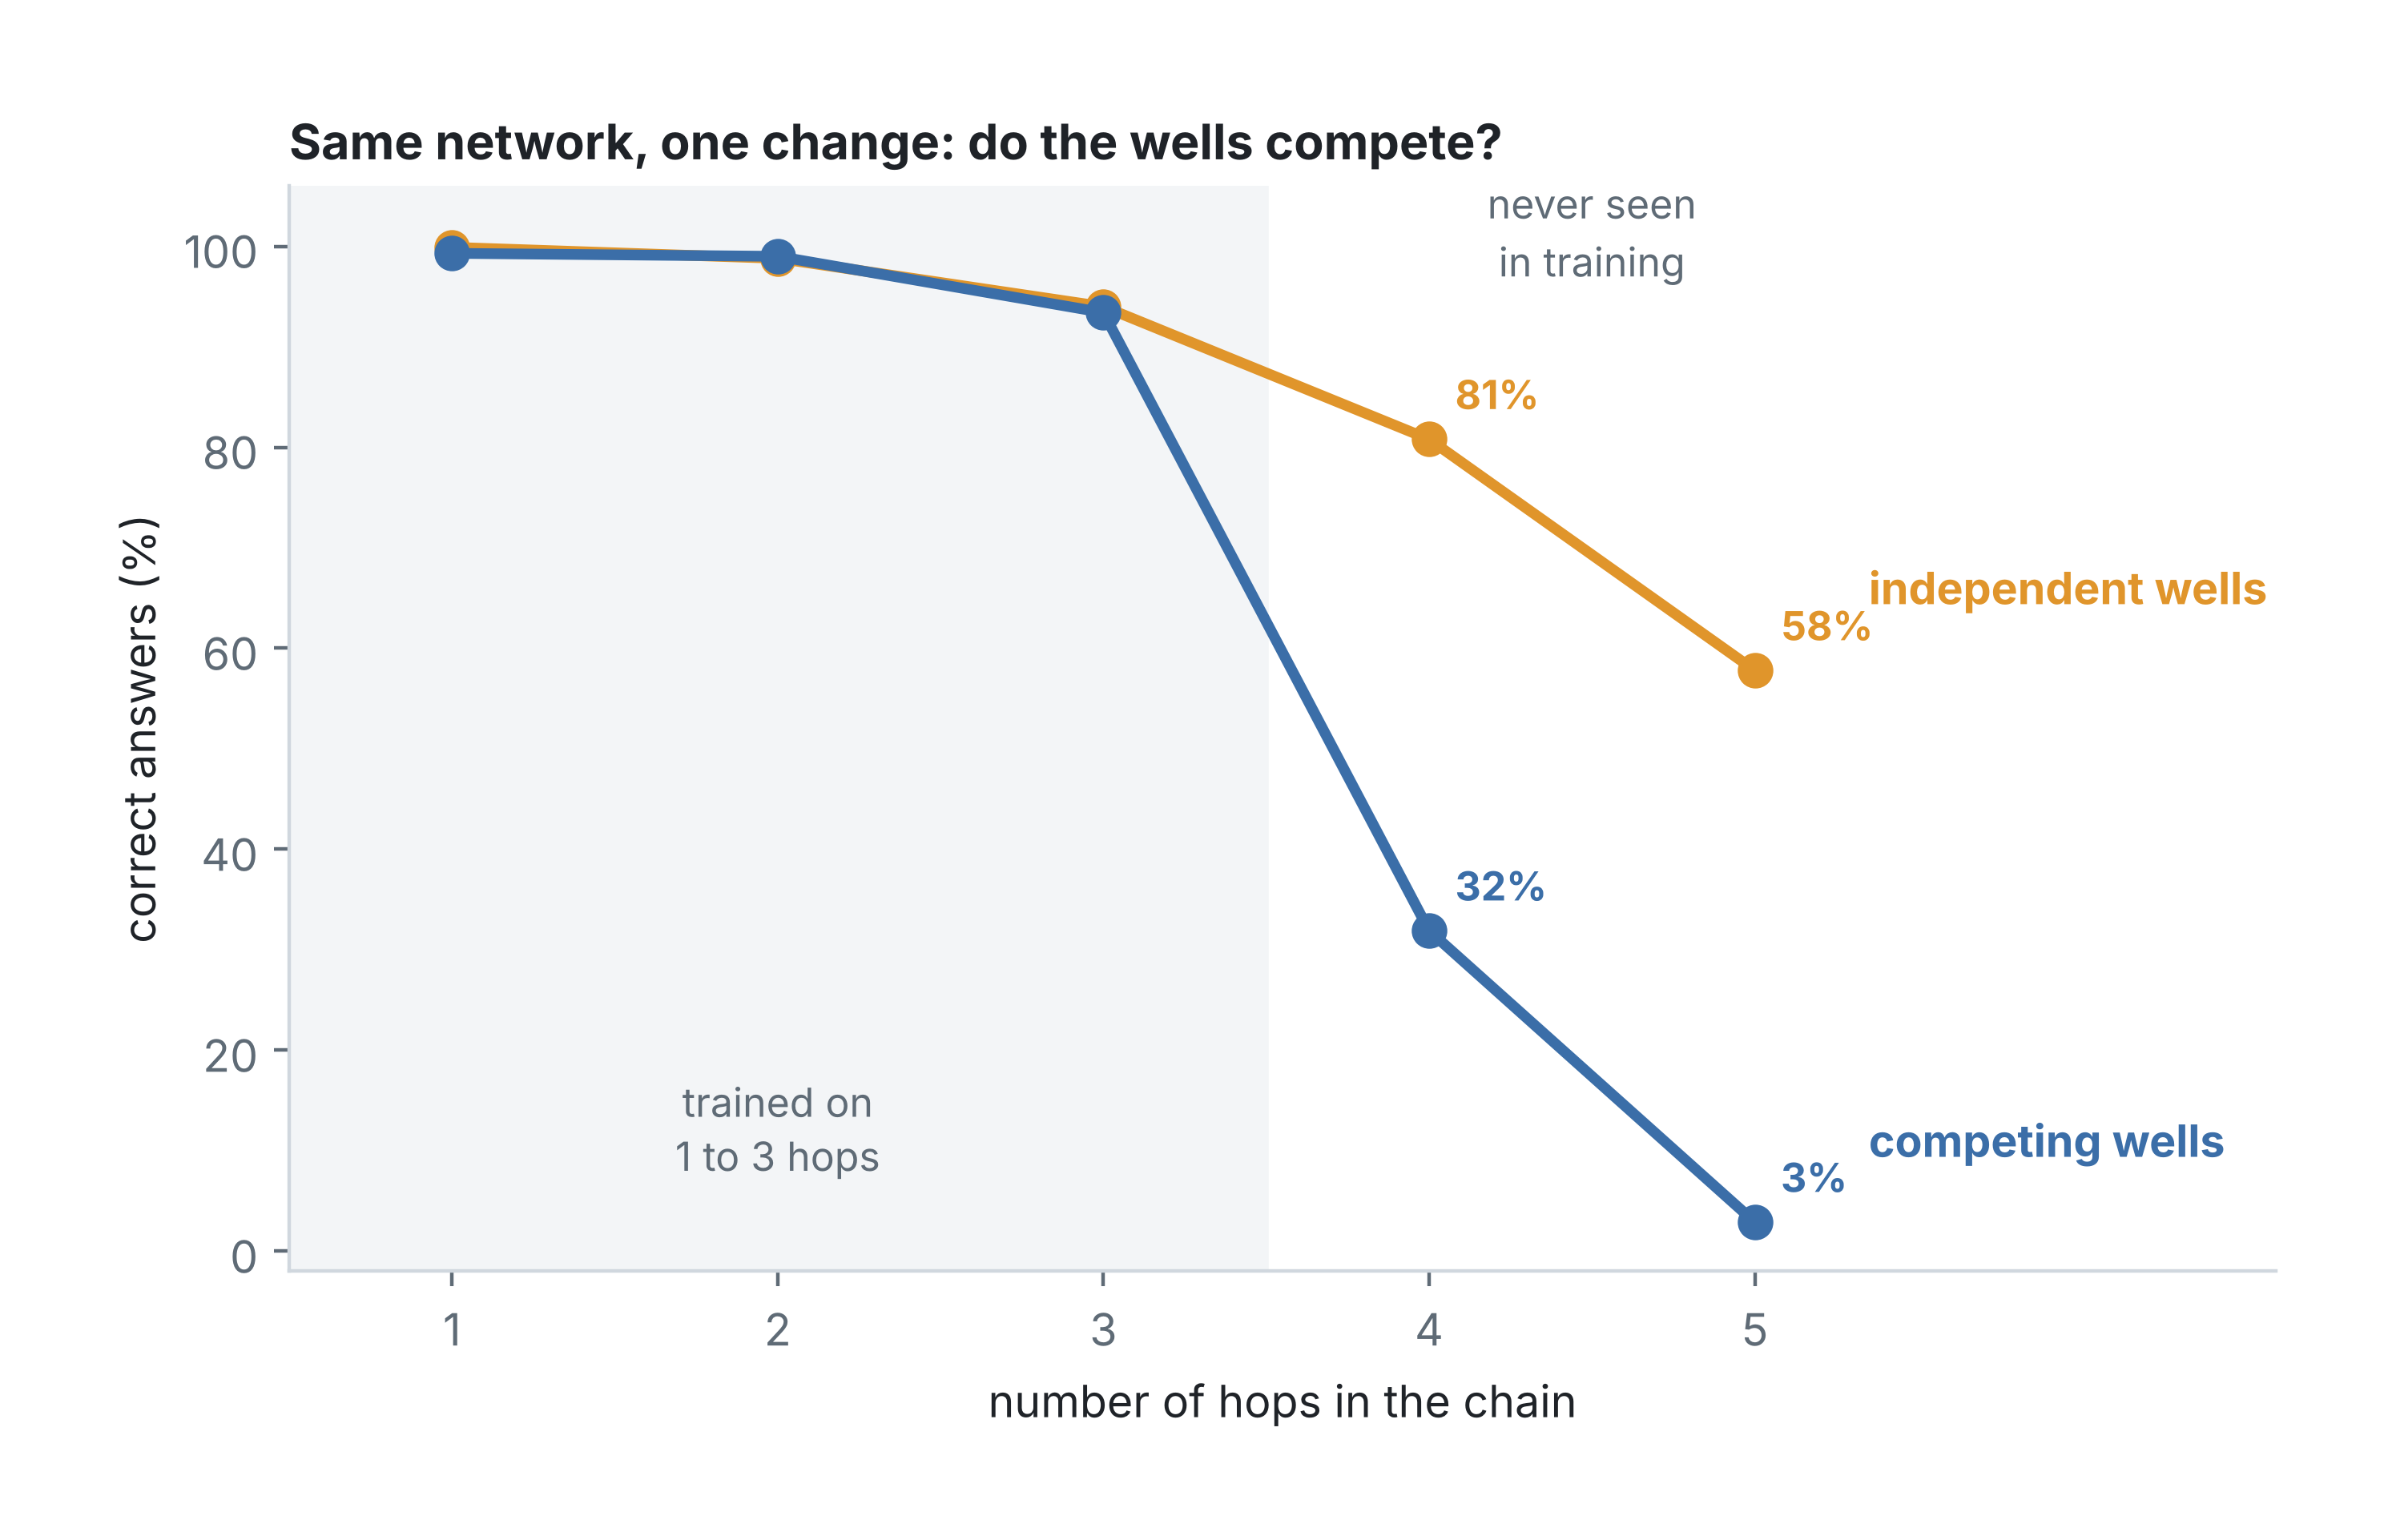 Same network, one change: do the wells compete?
never seen
in training
100
80
60
40
20
0
correct answers (%)
81%
independent wells
58%
32%
competing wells
3%
trained on
1 to 3 hops
1
2
3
4
5
number of hops in the chain